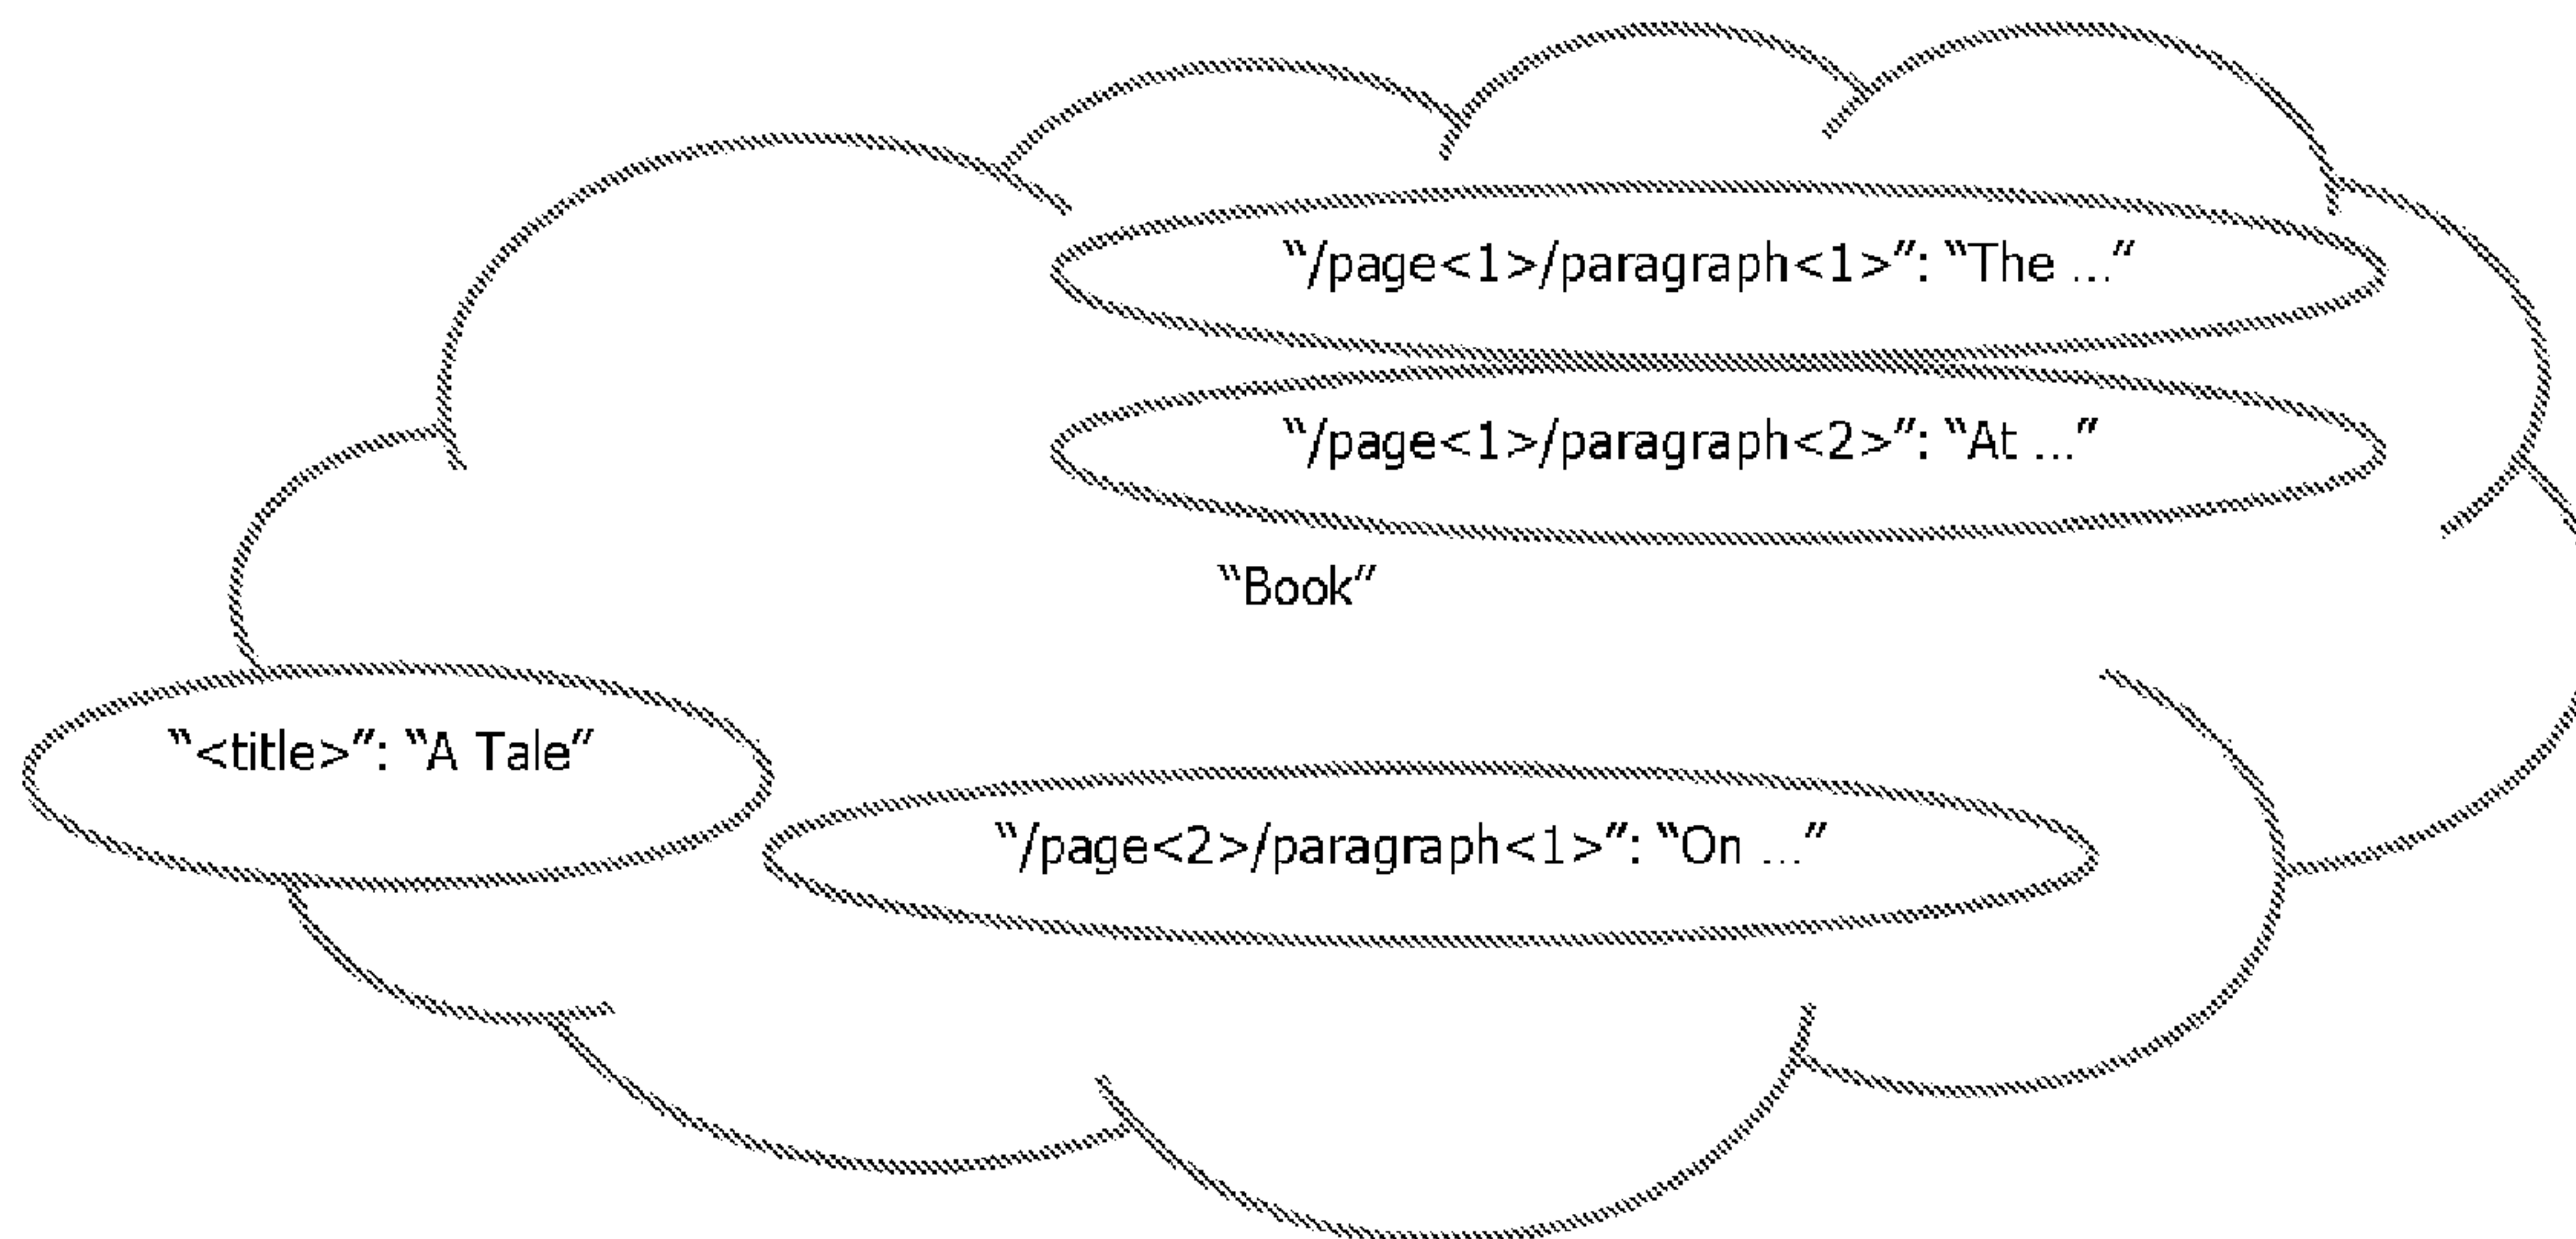 “/page<1>/paragraph<1>”: “The ...“
“/page<1>/paragraph<2>”: “At ...”
“Book”
“<title>”: “A Tale”
“/page<2>/paragraph<1>”: “On ...”